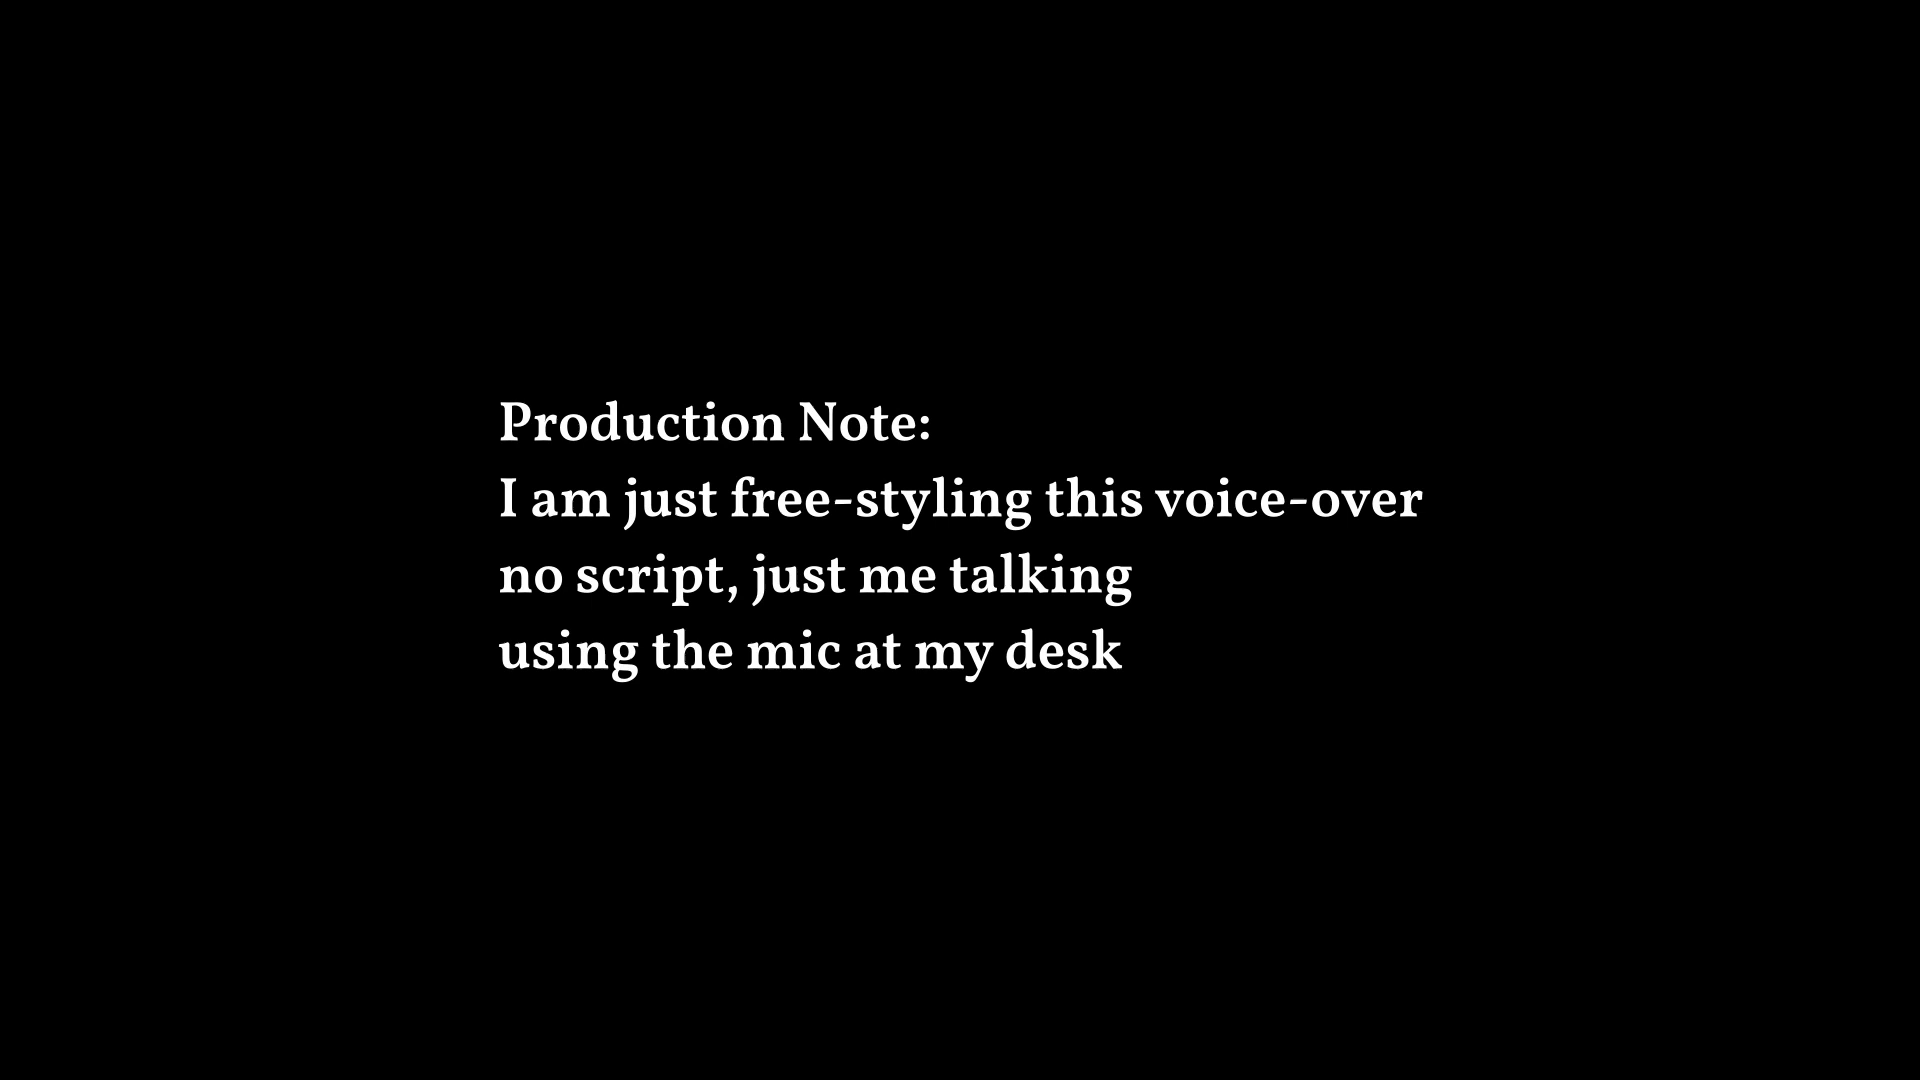 Production Note:
I am just free-styling this voice-over
no script, just me talking
using the mic at my desk